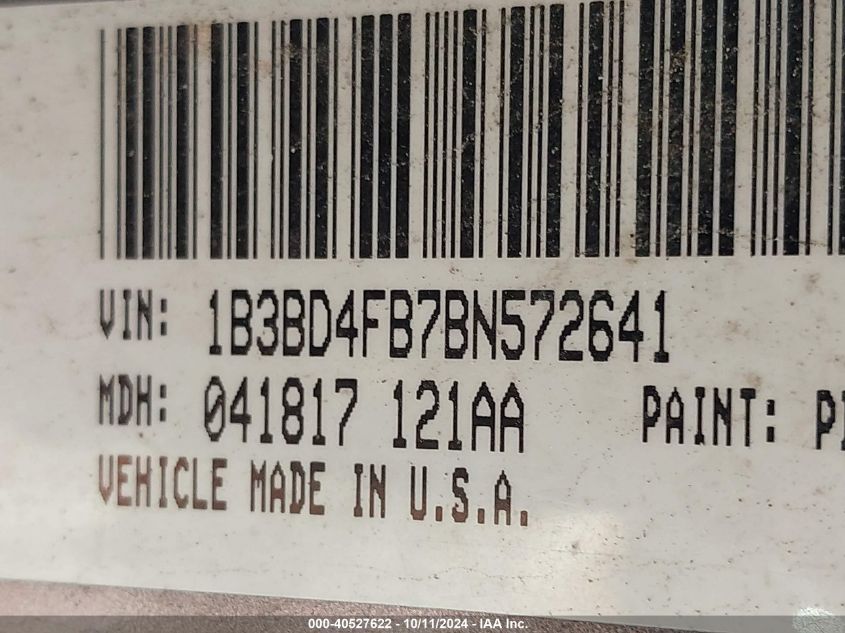 VIN: 1B3BD4FB7BN572641
MDH: 041817 121AA PAINT:
VEHICLE MADE IN U.S.A.
000-40527622 - 10/11/2024 - IAA Inc.